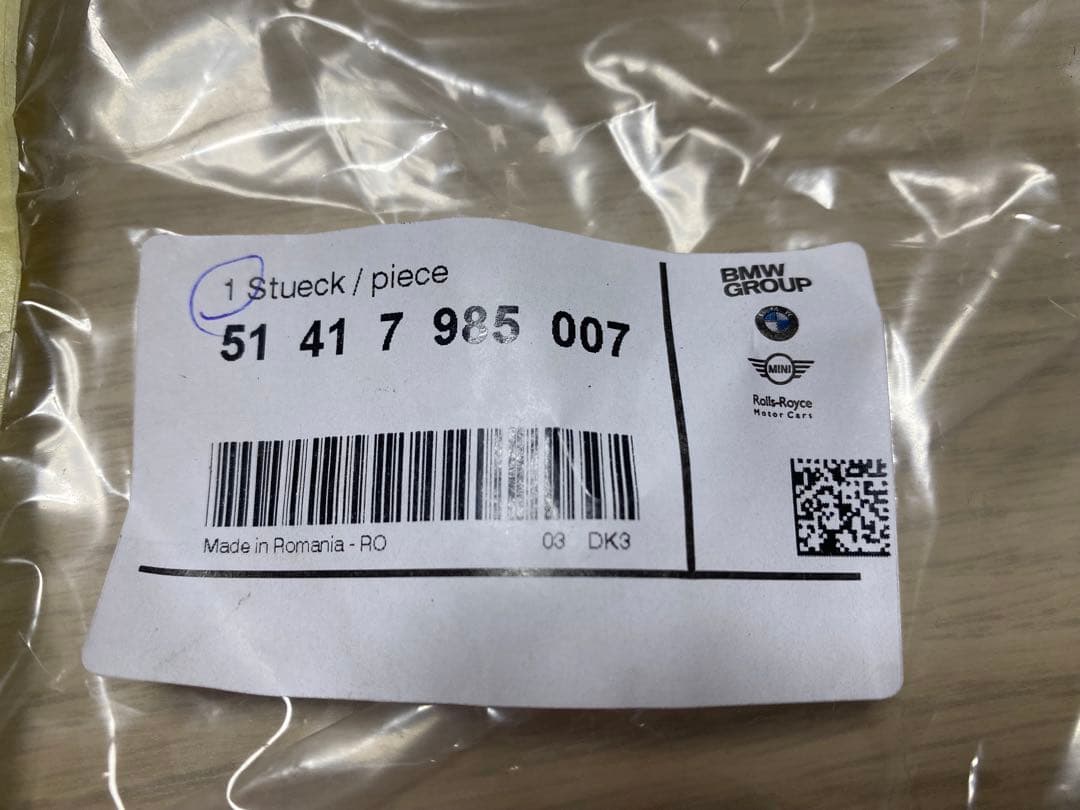 1 Stueck / piece
51 41 7 985 007
Made in Romania - RO
03 DK3
BMW
GROUP
MINI
Rolls-Royce
Motor Cars